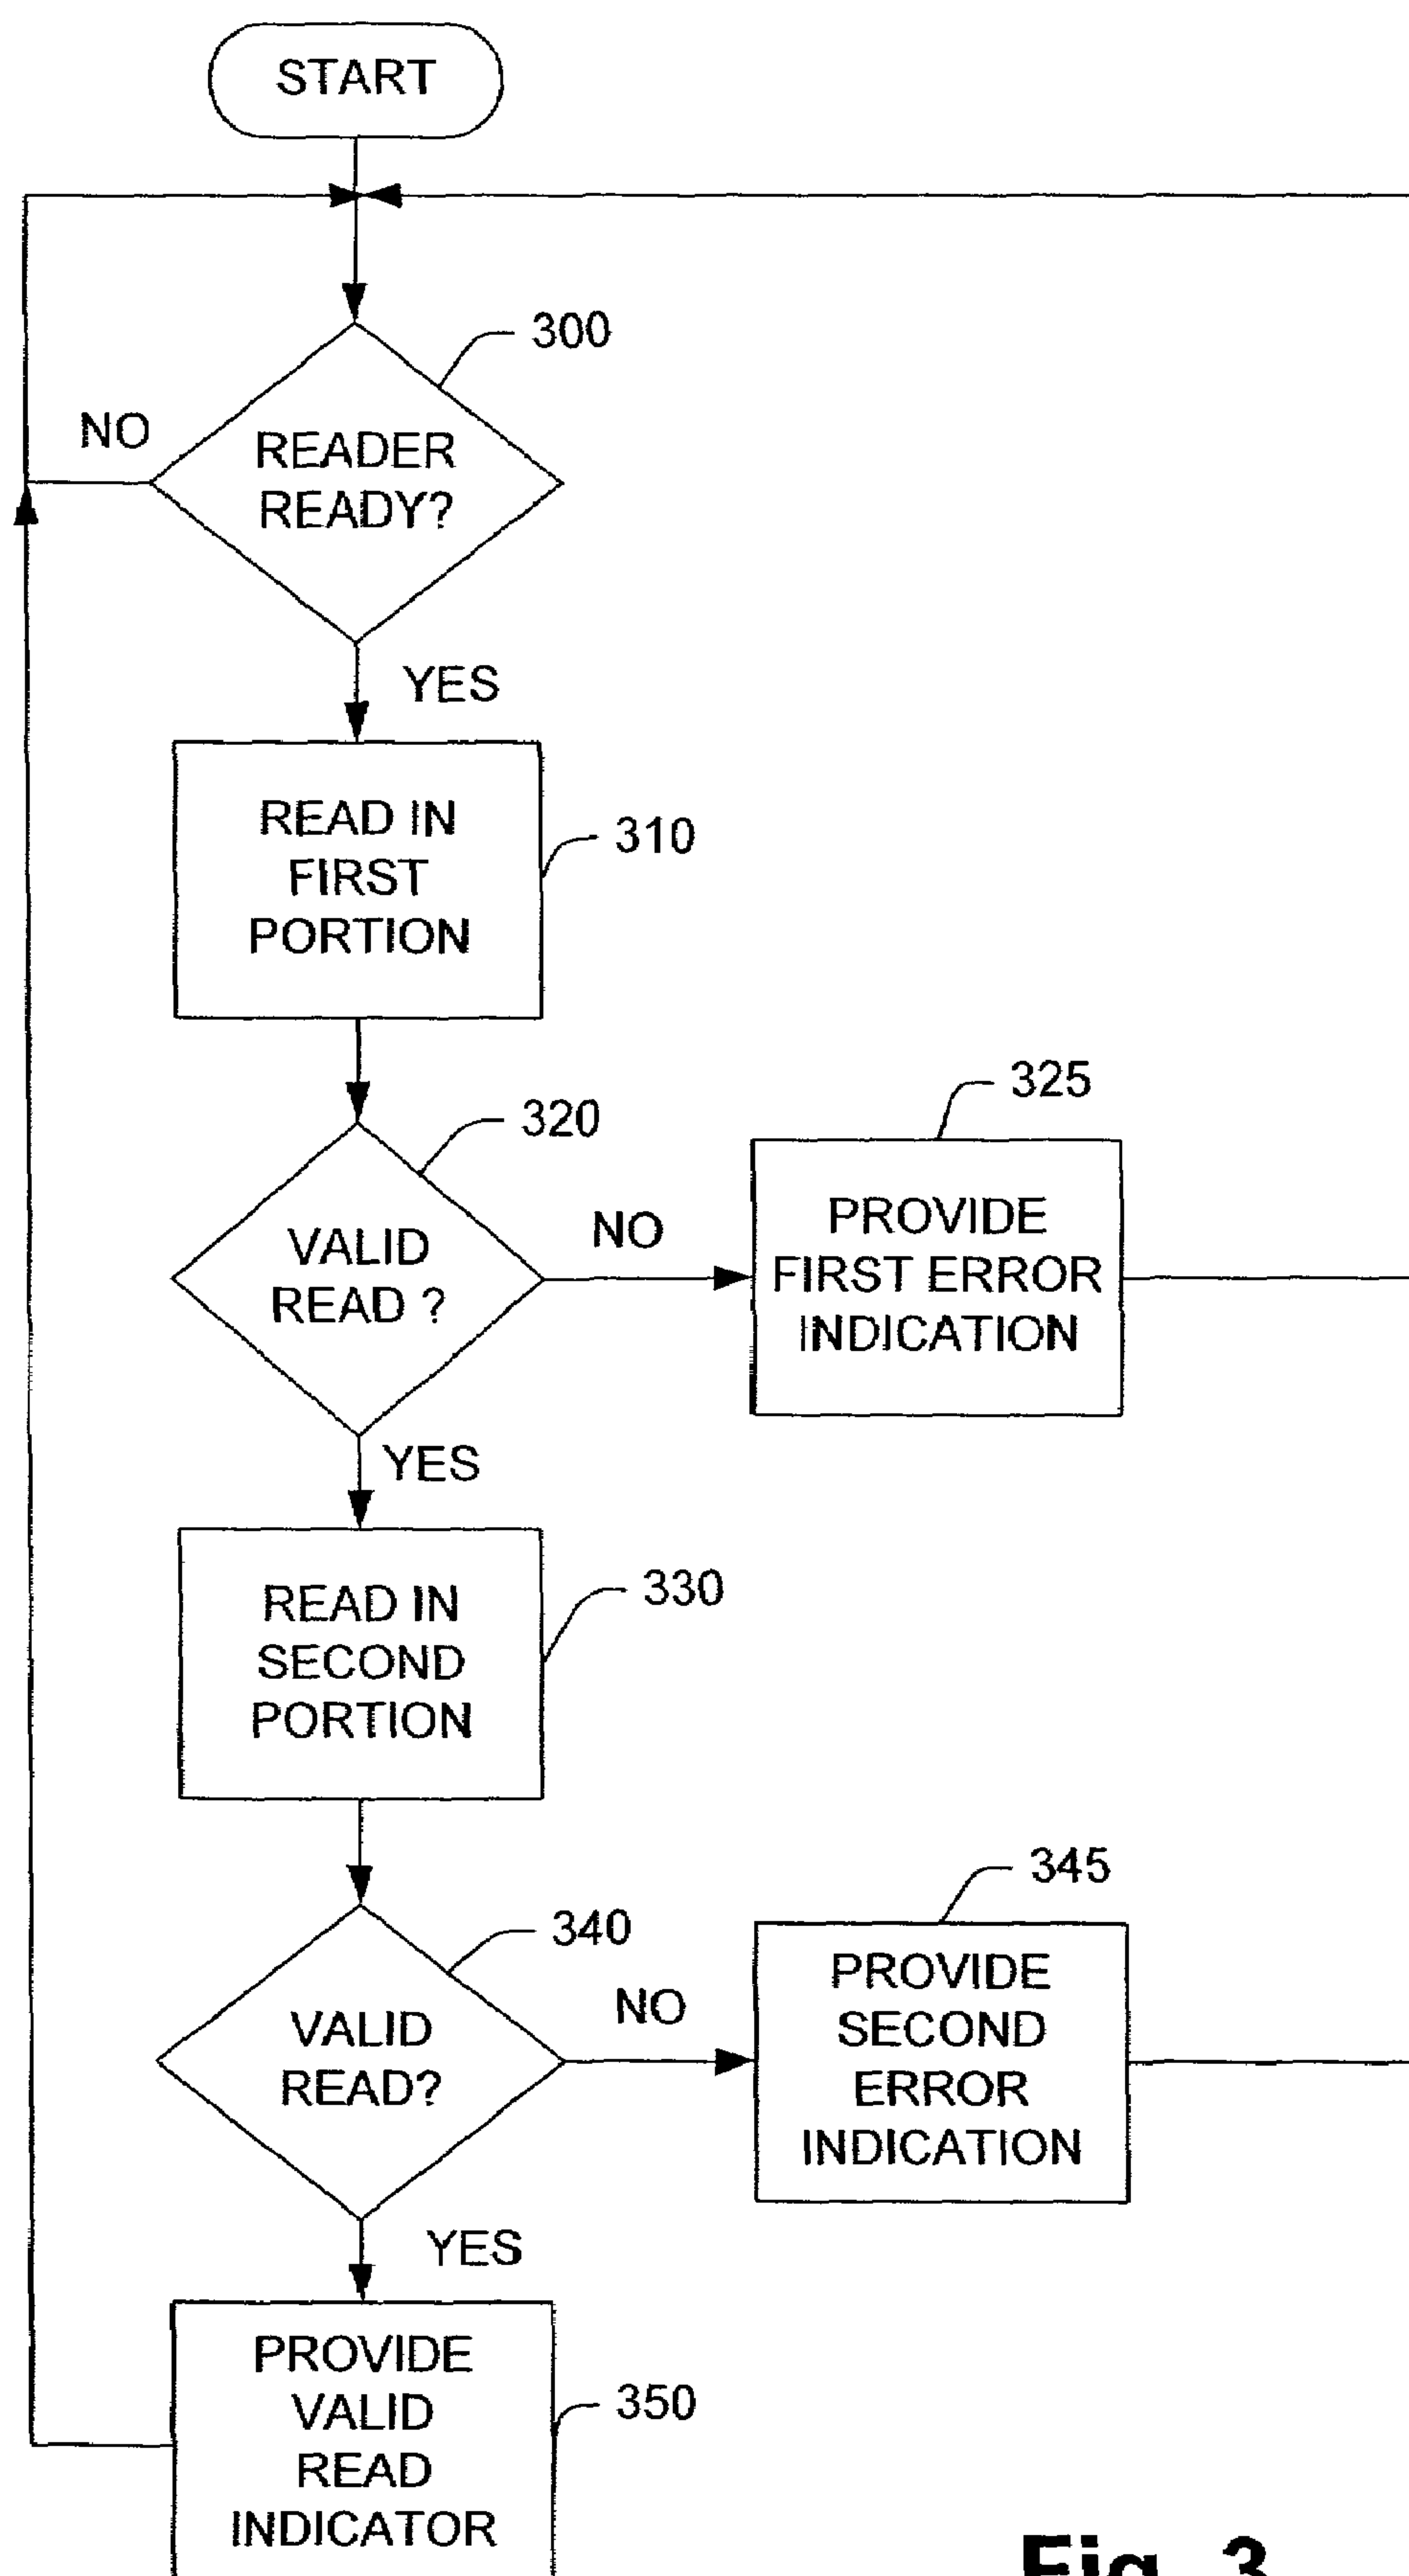 START
300
NO
READER
READY?
YES
READ IN
FIRST
PORTION
310
320
VALID
READ ?
NO
325
PROVIDE
FIRST ERROR
INDICATION
YES
READ IN
SECOND
PORTION
330
340
VALID
READ?
NO
345
PROVIDE
SECOND
ERROR
INDICATION
YES
PROVIDE
VALID
READ
INDICATOR
350
Fig. 3